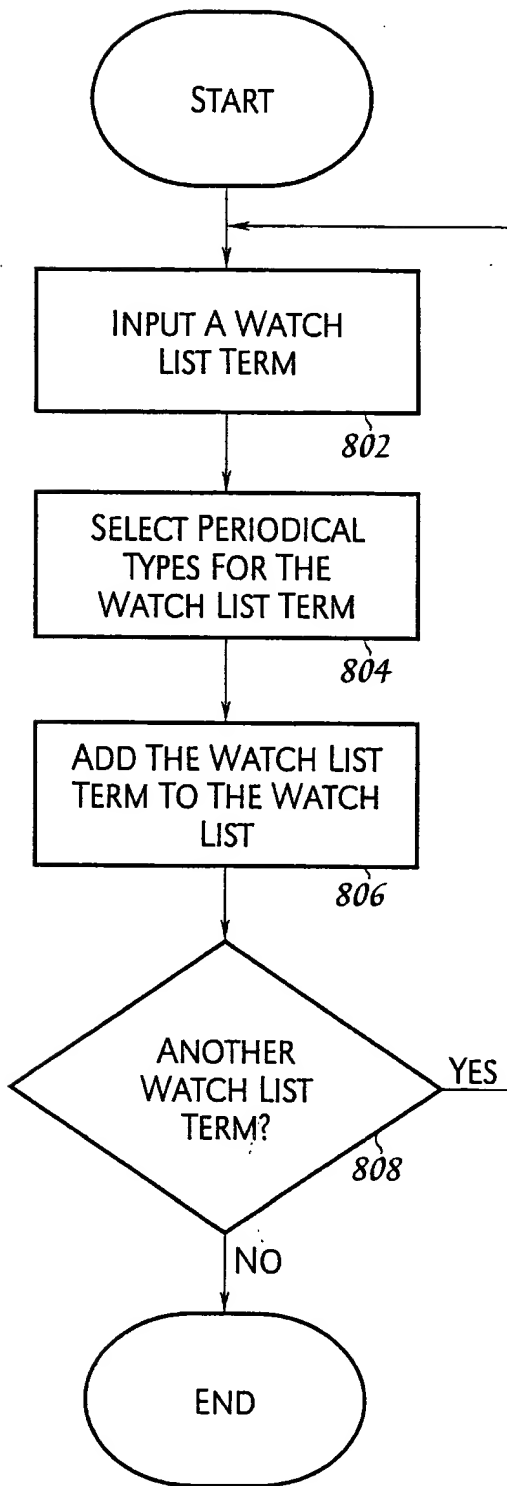 START
INPUT A WATCH
LIST TERM
802
SELECT PERIODICAL
TYPES FOR THE
WATCH LIST TERM
804
ADD THE WATCH LIST
TERM TO THE WATCH
LIST
806
ANOTHER
WATCH LIST
TERM?
YES
808
NO
END